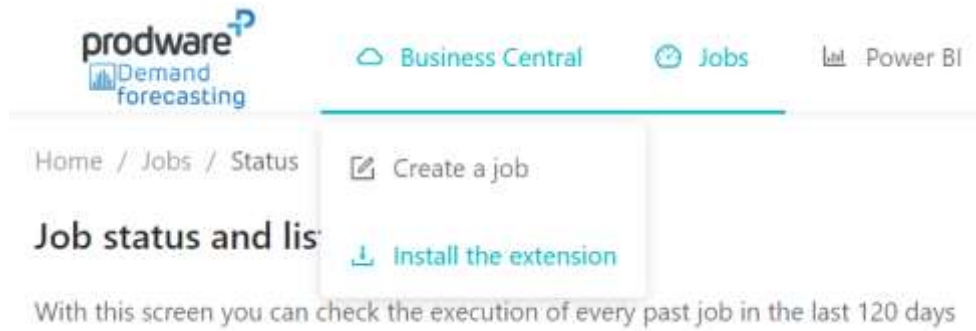 prodware
Demand
forecasting
Business Central
Jobs
Power BI
Home / Jobs / Status
Create a job
Job status and lis
Install the extension
With this screen you can check the execution of every past job in the last 120 days